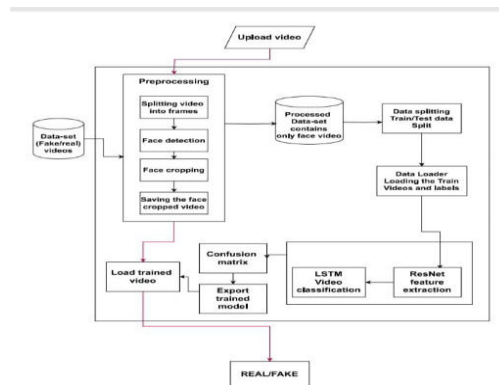 Upload video
Preprocessing
Splitting video
into frames
Face detection
Face cropping
Saving the face
cropped video
Data-set
(Fake/real)
videos
Processed
Data-set
contains
only face video
Data splitting
Train/Test data
Split
Data Loader
Loading the Train
Videos and labels
ResNet
feature
extraction
LSTM
Video
classification
Confusion
matrix
Export
trained
model
Load trained
video
REAL/FAKE